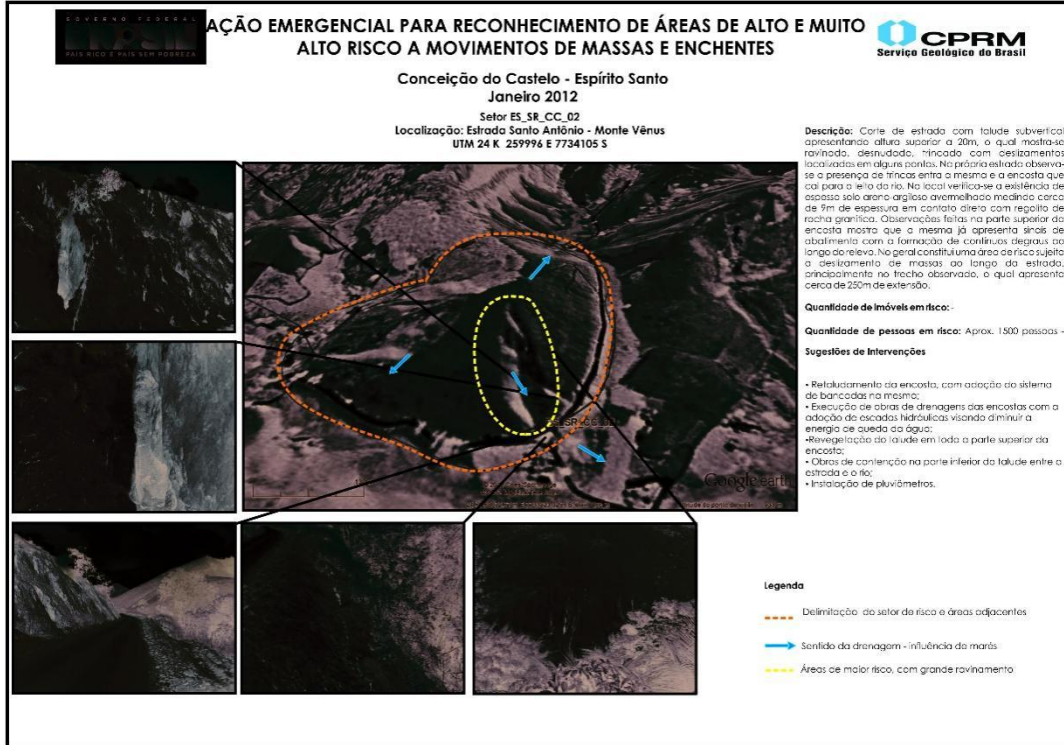 GOVERNO FEDERAL
BRASIL
PAÍS RICO É PAÍS SEM POBREZA
AÇÃO EMERGENCIAL PARA RECONHECIMENTO DE ÁREAS DE ALTO E MUITO
ALTO RISCO A MOVIMENTOS DE MASSAS E ENCHENTES
CPRM
Serviço Geológico do Brasil
Conceição do Castelo - Espírito Santo
Janeiro 2012
Setor ES_SR_CC_02
Localização: Estrada Santo Antônio - Monte Vênus
UTM 24 K 259996 E 7734105 S
Descrição: Corte de estrada com talude subvertical
apresentando altura superior a 20m, o qual mostra-se
ravinado, desnudado, trincado com deslizamentos
localizados em alguns pontos. Na própria estrada observa-
se a presença de trincas entra a mesma e a encosta que
cai para o leito do rio. No local verifica-se a existência de
espesso solo areno-argiloso avermelhado medindo cerca
de 9m de espessura em contato direto com regolito de
rocha granítica. Observações feitas na parte superior da
encosta mostra que a mesma já apresenta sinais de
abatimento com a formação de contínuos degraus ao
longo do relevo. No geral constitui uma área de risco sujeita
a deslizamento de massas ao longo da estrada,
principalmente no trecho observado, o qual apresenta
cerca de 250m de extensão.
Quantidade de imóveis em risco: -
Quantidade de pessoas em risco: Aprox. 1500 pessoas -
Sugestões de Intervenções
• Retaludamento da encosta, com adoção do sistema
de bancadas na mesma;
• Execução de obras de drenagens das encostas com a
adoção de escadas hidráulicas visando diminuir a
energia de queda da água;
•Revegetação do talude em toda a parte superior da
encosta;
• Obras de contenção na parte inferior do talude entre a
estrada e o rio;
• Instalação de pluviômetros.
Google earth
Legenda
Delimitação do setor de risco e áreas adjacentes
Sentido da drenagem - influência de marés
Áreas de maior risco, com grande ravinamento